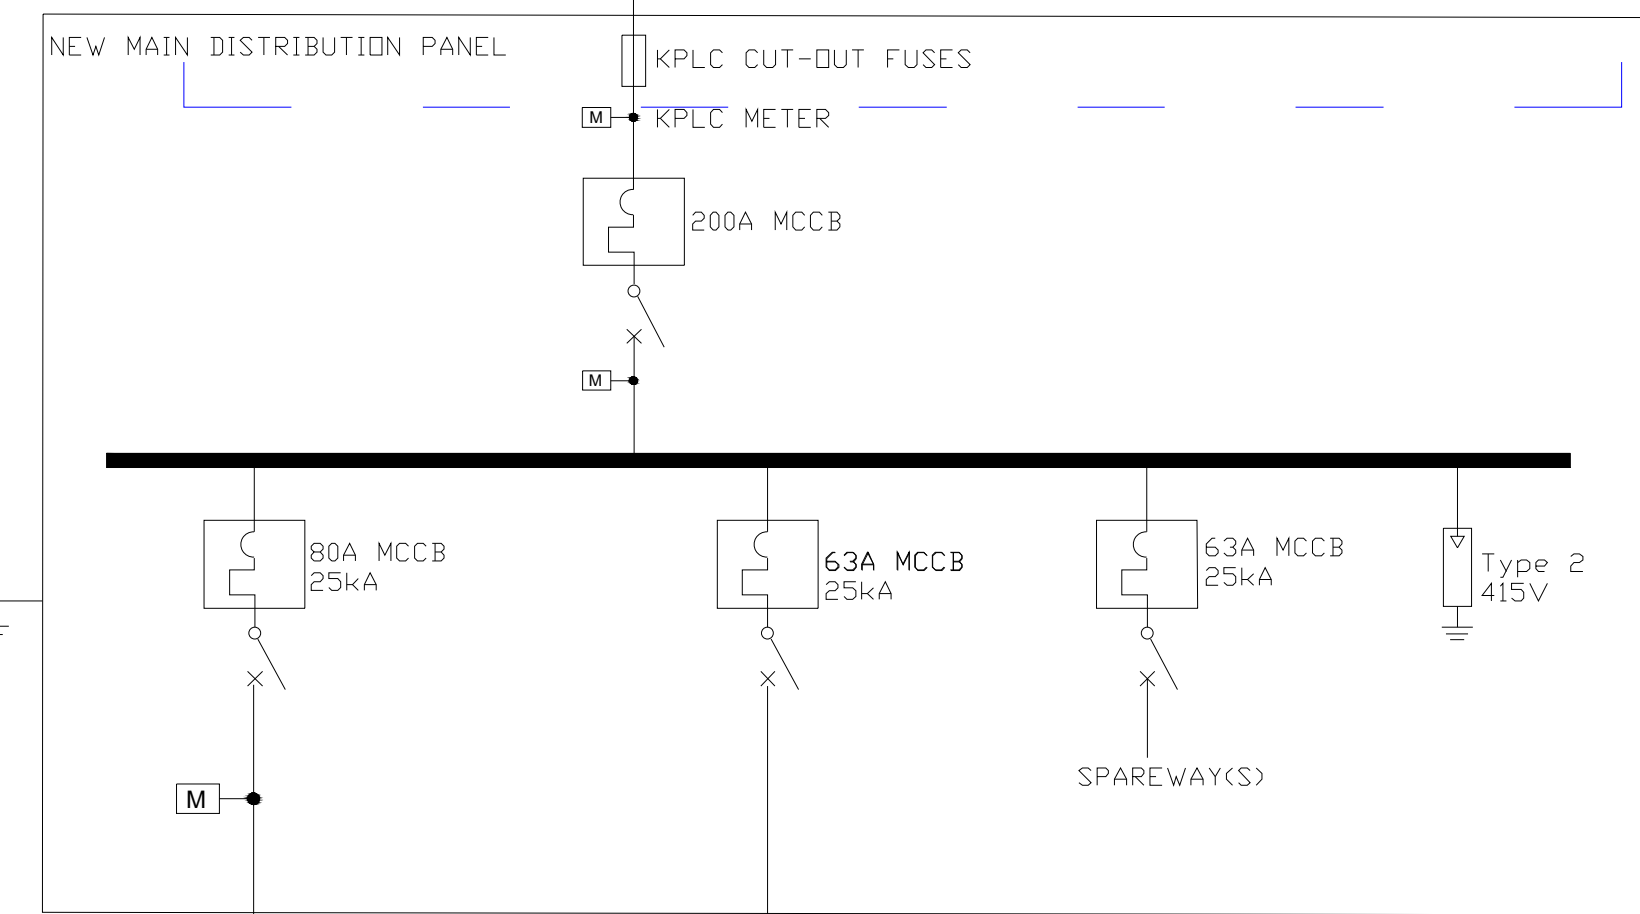 NEW MAIN DISTRIBUTION PANEL
KPLC CUT-OUT FUSES
M
KPLC METER
200A MCCB
M
80A MCCB
25kA
63A MCCB
25kA
63A MCCB
25kA
Type 2
415V
SPAREWAY(S)
M